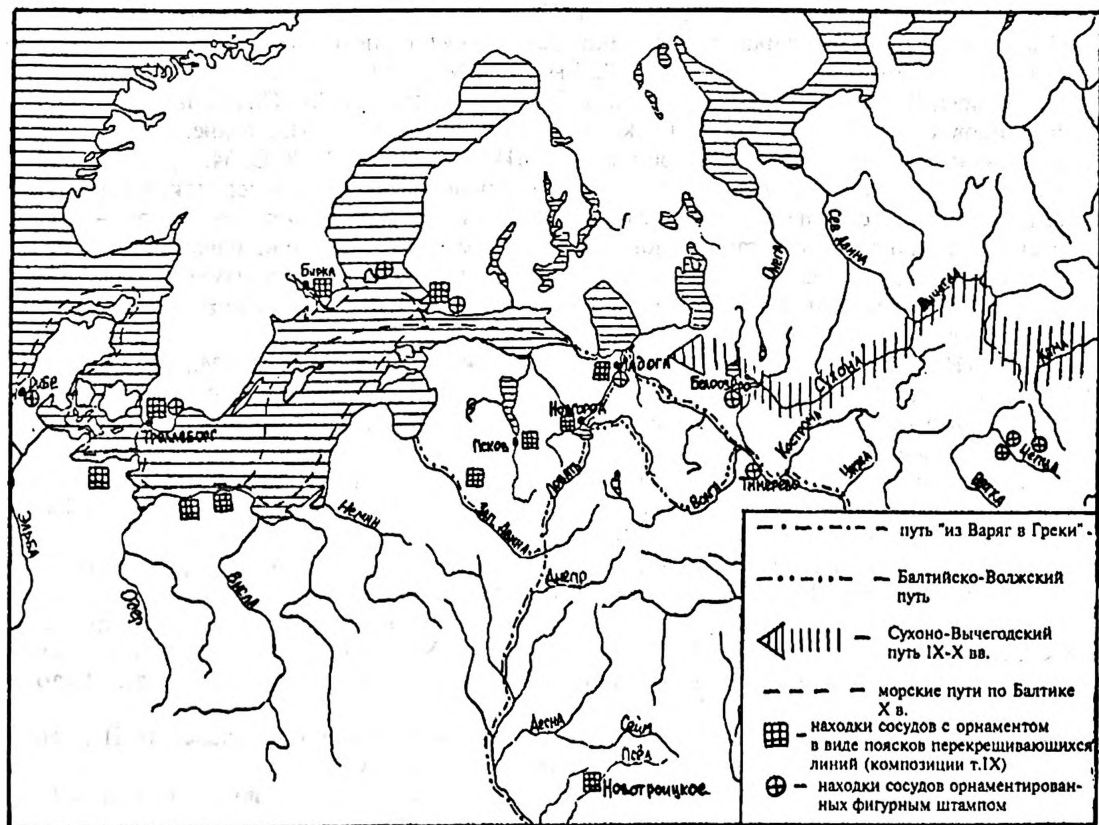 Онега
Сев. Двина
Вычегда
Бирка
Кама
Сухона
Рибе
Ладога
Белоозеро
Треллеборг
Новгород
Псков
Кострома
Унжа
Чепца
Ловать
Волга
Тимерево
Вятка
Эльба
Неман
Зап. Двина
Одер
Висла
Днепр
Десна
Сейм
Псёл
Новотроицкое
путь "из Варяг в Греки"
Балтийско-Волжский
путь
Сухоно-Вычегодский
путь IX-X вв.
морские пути по Балтике
X в.
- находки сосудов с орнаментом
в виде поясков перекрещивающихся
линий (композиции т.IX)
- находки сосудов орнаментирован-
ных фигурным штампом